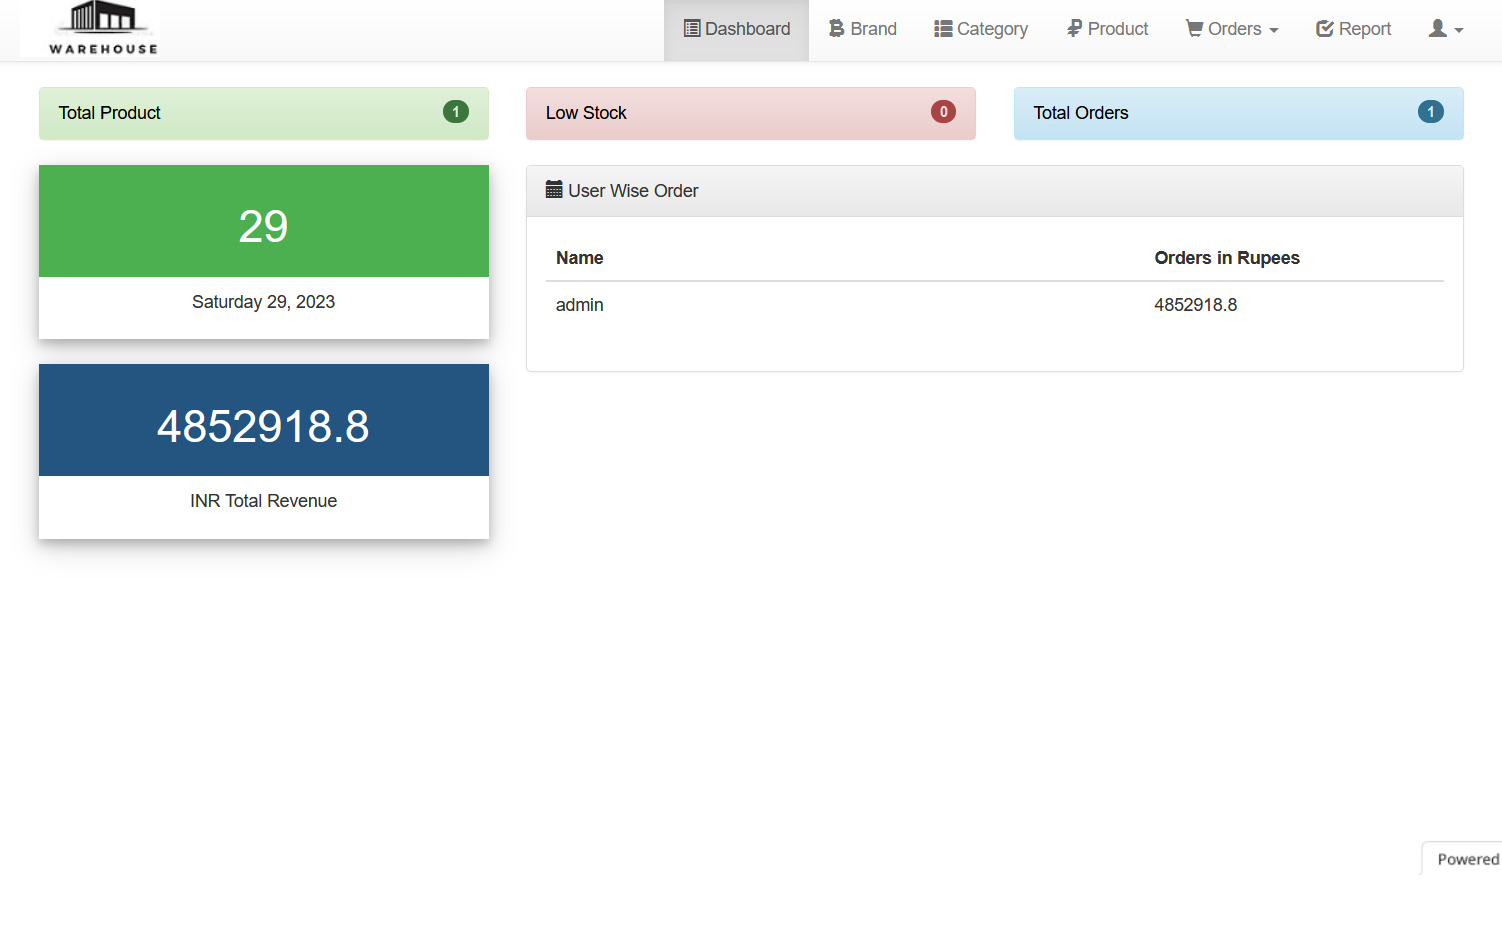 WAREHOUSE
Dashboard Brand Category Product Orders Report
Total Product 1
Low Stock 0
Total Orders 1
29
Saturday 29, 2023
4852918.8
INR Total Revenue
User Wise Order
Name Orders in Rupees
admin 4852918.8
Powered